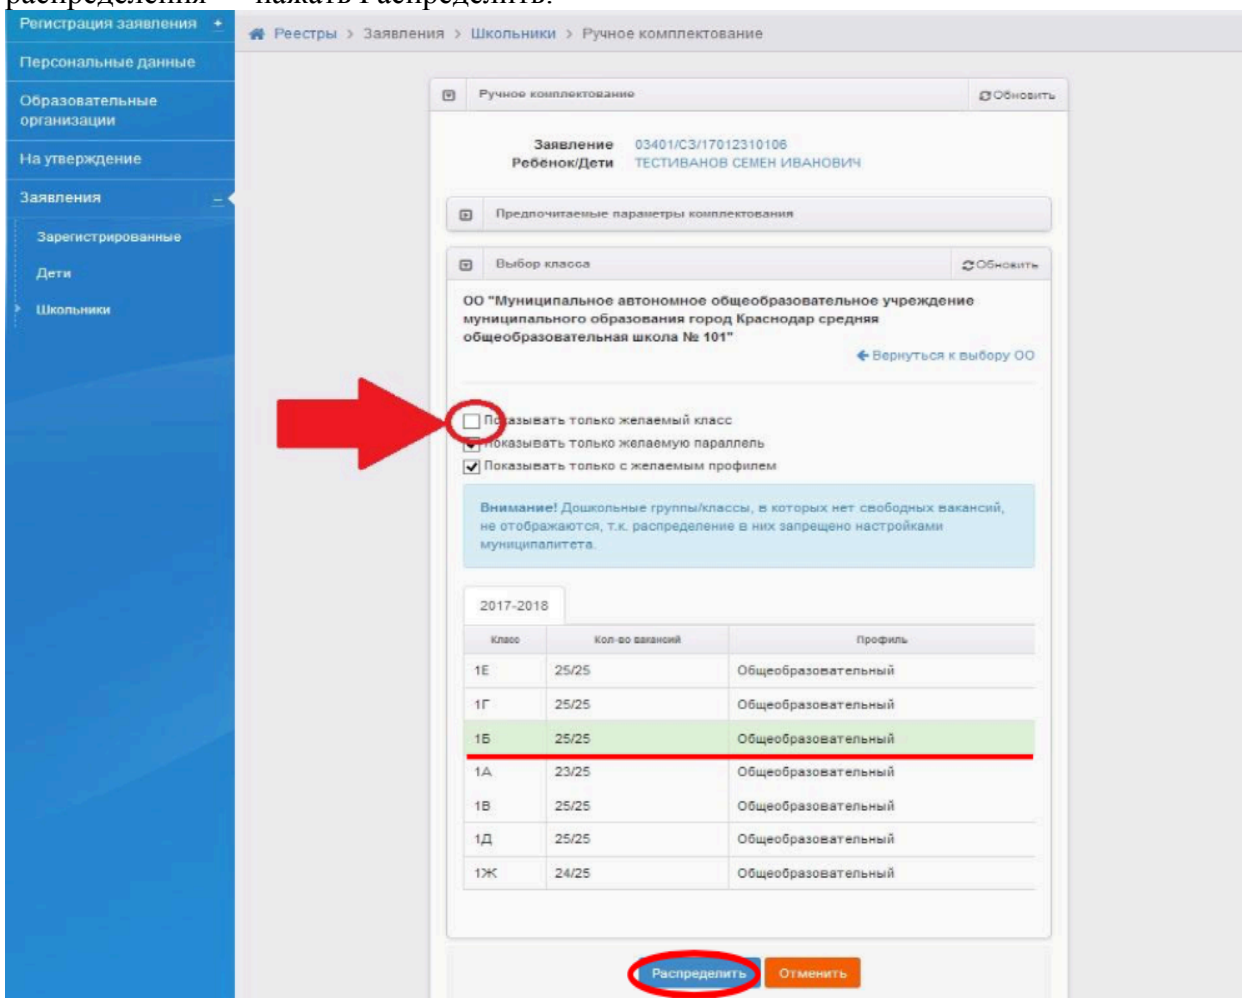 распределения — нажать Распределить.
Регистрация заявления +
Персональные данные
Образовательные
организации
На утверждение
Заявления −
Зарегистрированные
Дети
Школьники
Реестры > Заявления > Школьники > Ручное комплектование
Ручное комплектование Обновить
Заявление 03401/СЗ/17012310106
Ребёнок/Дети ТЕСТИВАНОВ СЕМЕН ИВАНОВИЧ
Предпочитаемые параметры комплектования
Выбор класса Обновить
ОО "Муниципальное автономное общеобразовательное учреждение
муниципального образования город Краснодар средняя
общеобразовательная школа № 101"
Вернуться к выбору ОО
Показывать только желаемый класс
Показывать только желаемую параллель
Показывать только с желаемым профилем
Внимание! Дошкольные группы/классы, в которых нет свободных вакансий,
не отображаются, т.к. распределение в них запрещено настройками
муниципалитета.
2017-2018
Класс Кол-во вакансий Профиль
1Е 25/25 Общеобразовательный
1Г 25/25 Общеобразовательный
1Б 25/25 Общеобразовательный
1А 23/25 Общеобразовательный
1В 25/25 Общеобразовательный
1Д 25/25 Общеобразовательный
1Ж 24/25 Общеобразовательный
Распределить Отменить